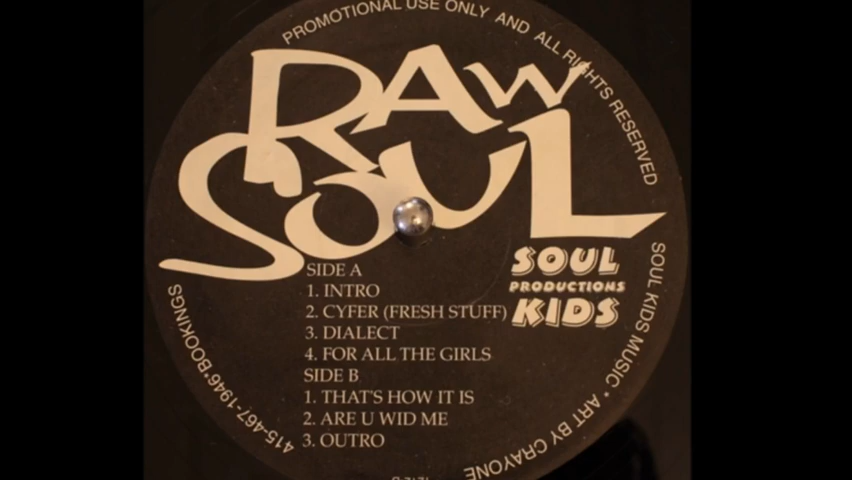 PROMOTIONAL USE ONLY AND ALL RIGHTS RESERVED
RAW
SOUL
SOUL
PRODUCTIONS
KIDS
SIDE A
1. INTRO
2. CYFER (FRESH STUFF)
3. DIALECT
4. FOR ALL THE GIRLS
SIDE B
1. THAT'S HOW IT IS
2. ARE U WID ME
3. OUTRO
SOUL KIDS MUSIC * ART BY CRAYONE
415-467-1946*BOOKINGS